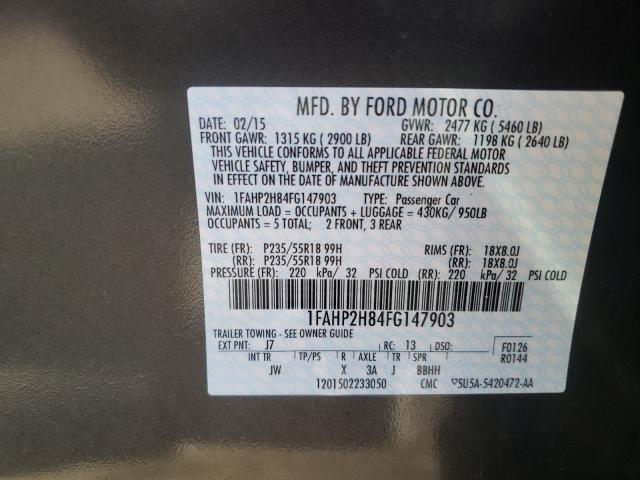 MFD. BY FORD MOTOR CO.
DATE: 02/15 GVWR: 2477 KG ( 5460 LB)
FRONT GAWR: 1315 KG ( 2900 LB) REAR GAWR: 1198 KG ( 2640 LB)
THIS VEHICLE CONFORMS TO ALL APPLICABLE FEDERAL MOTOR
VEHICLE SAFETY, BUMPER, AND THEFT PREVENTION STANDARDS
IN EFFECT ON THE DATE OF MANUFACTURE SHOWN ABOVE.
VIN: 1FAHP2H84FG147903 TYPE: Passenger Car
MAXIMUM LOAD = OCCUPANTS + LUGGAGE = 430KG/ 950LB
OCCUPANTS = 5 TOTAL; 2 FRONT, 3 REAR
TIRE (FR): P235/55R18 99H RIMS (FR): 18X8.0J
(RR): P235/55R18 99H (RR): 18X8.0J
PRESSURE (FR): 220 kPa/ 32 PSI COLD (RR): 220 kPa/ 32 PSI COLD
1FAHP2H84FG147903
TRAILER TOWING - SEE OWNER GUIDE
EXT PNT: J7 RC: 13 DSO: F0126
INT TR TP/PS R AXLE TR SPR R0144
JW X 3A J BBHH
1201502233050 CMC ▽5U5A-5420472-AA